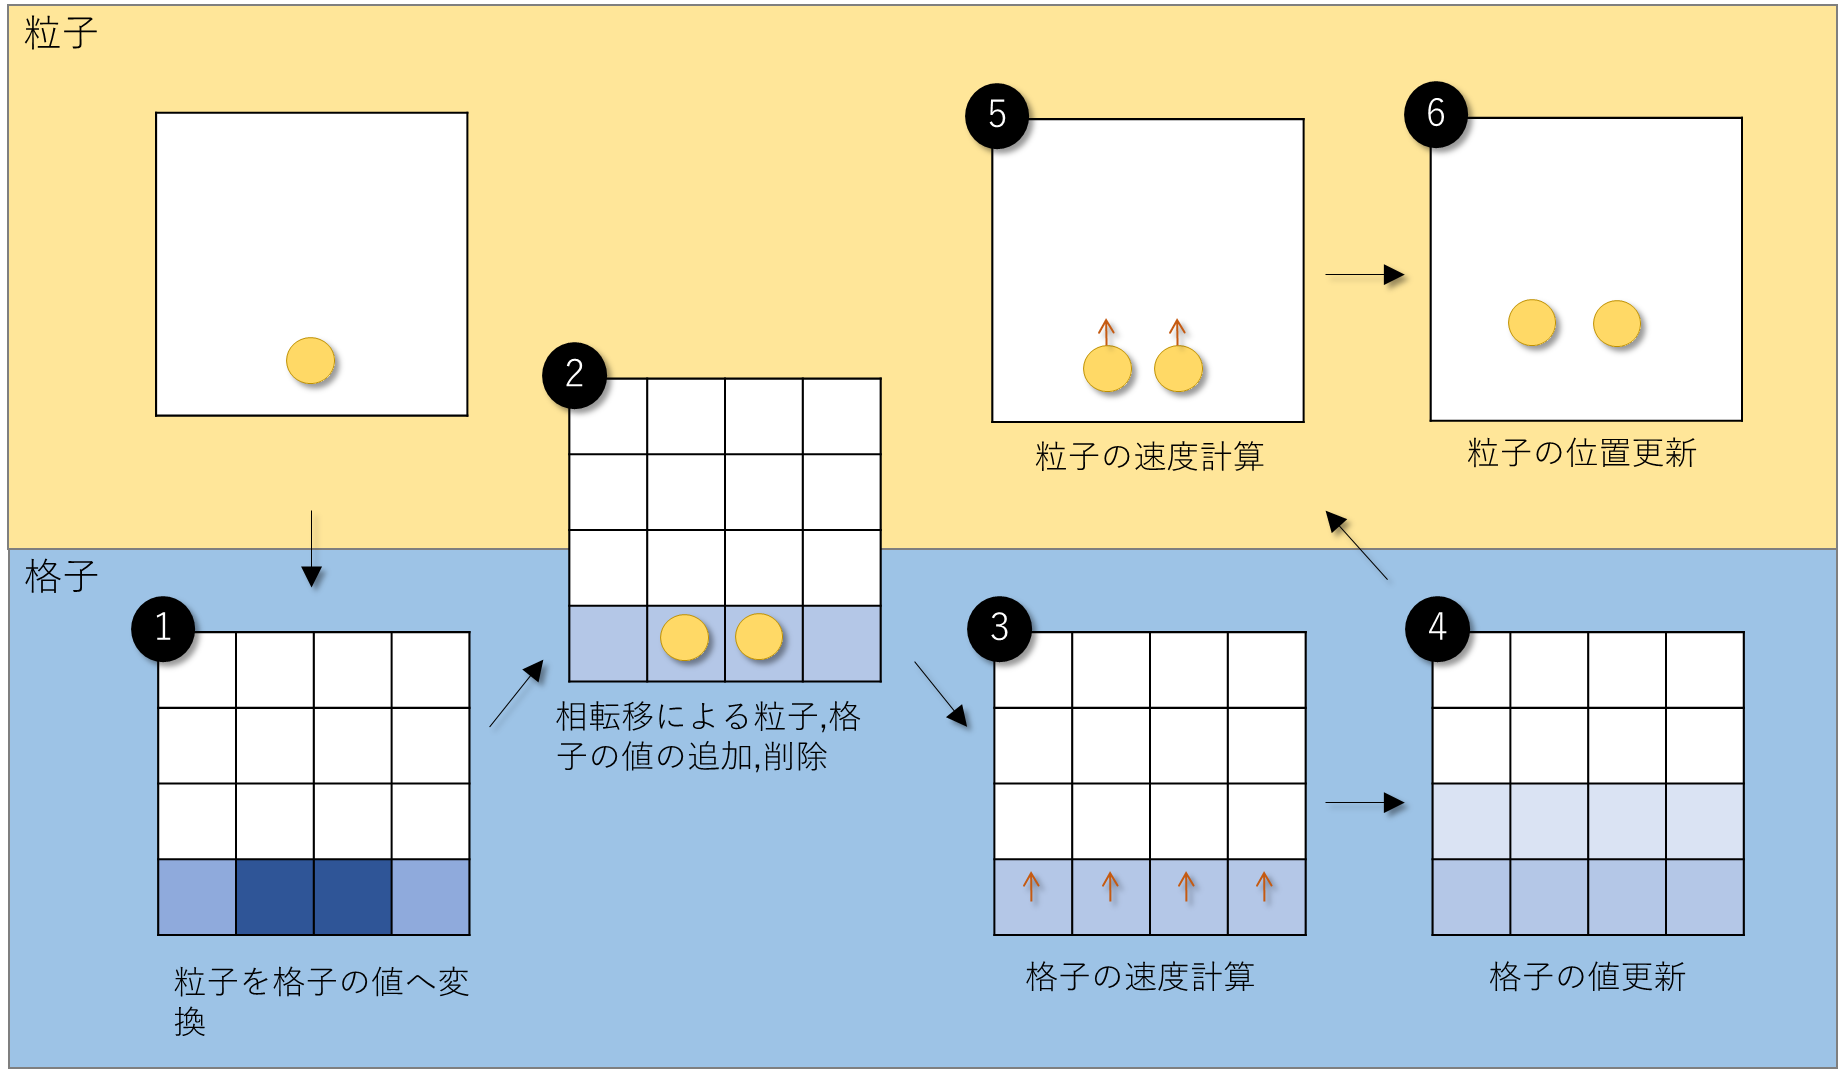 粒子
5
6
2
粒子の速度計算
粒子の位置更新
格子
1
3
4
相転移による粒子,格
子の値の追加,削除
粒子を格子の値へ変
換
格子の速度計算
格子の値更新